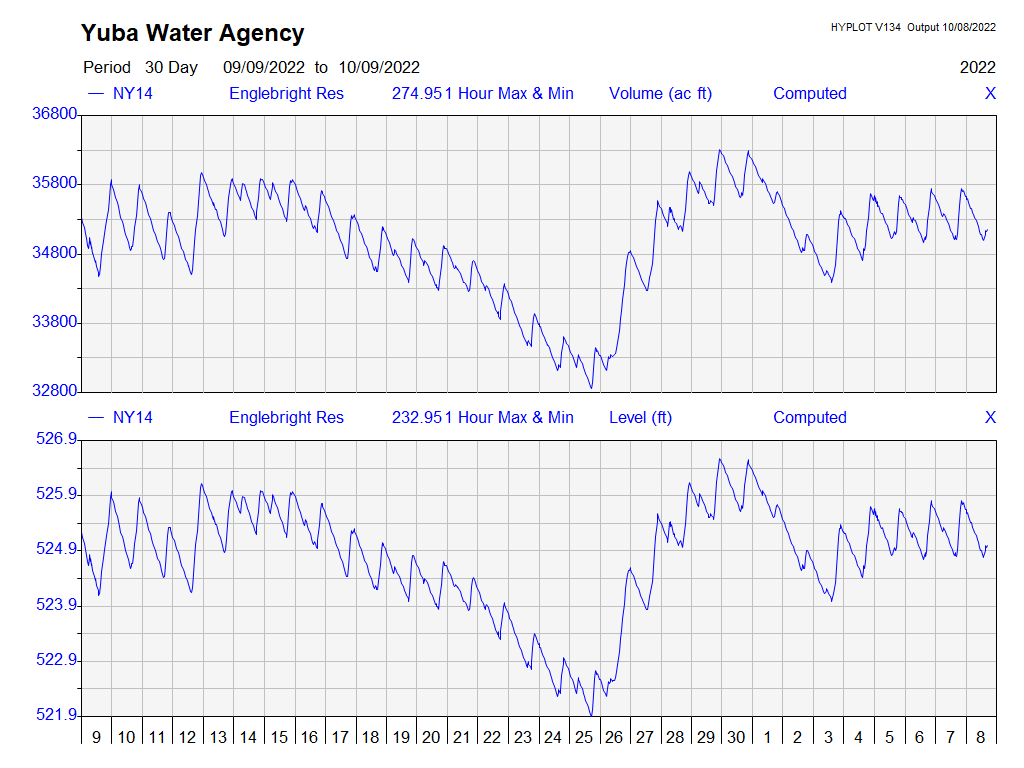 Yuba Water Agency
HYPLOT V134 Output 10/08/2022
Period 30 Day 09/09/2022 to 10/09/2022 2022
NY14 Englebright Res 274.951 Hour Max & Min Volume (ac ft) Computed X
36800
35800
34800
33800
32800
NY14 Englebright Res 232.951 Hour Max & Min Level (ft) Computed X
526.9
525.9
524.9
523.9
522.9
521.9
9 10 11 12 13 14 15 16 17 18 19 20 21 22 23 24 25 26 27 28 29 30 1 2 3 4 5 6 7 8